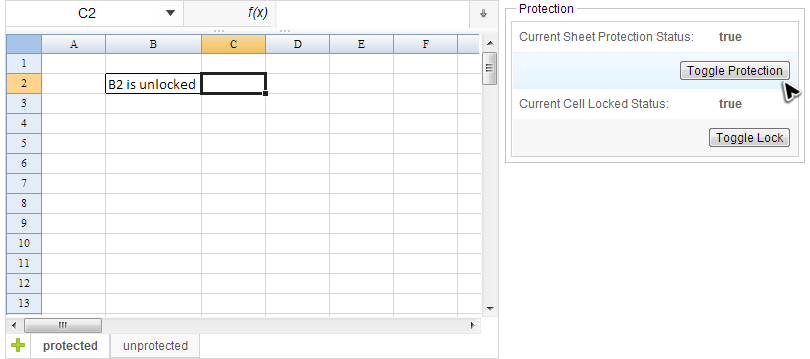 C2 f(x)
A B C D E F
1
2 B2 is unlocked
3
4
5
6
7
8
9
10
11
12
13
protected unprotected
Protection
Current Sheet Protection Status: true
Toggle Protection
Current Cell Locked Status: true
Toggle Lock